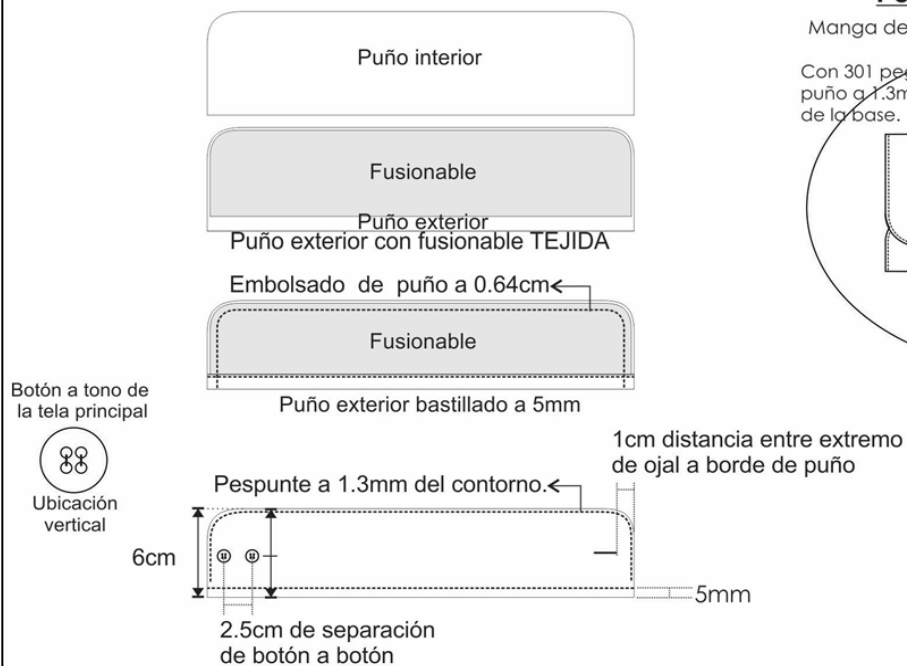 Puño interior
Fusionable
Puño exterior
Puño exterior con fusionable TEJIDA
Embolsado de puño a 0.64cm
Fusionable
Puño exterior bastillado a 5mm
Botón a tono de
la tela principal
Ubicación
vertical
1cm distancia entre extremo
de ojal a borde de puño
Pespunte a 1.3mm del contorno.
6cm
5mm
2.5cm de separación
de botón a botón
Manga de
Con 301
puño a 1.3m
de la base.